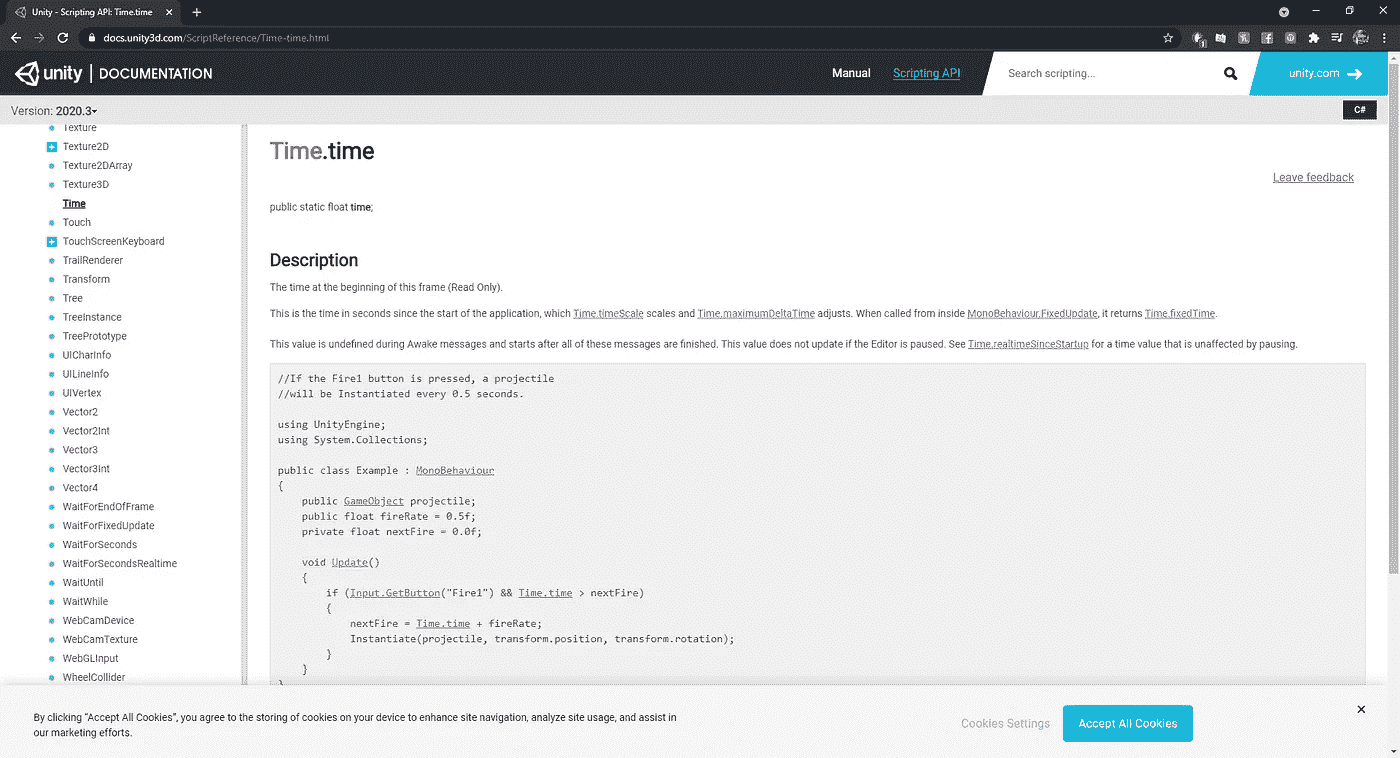 Unity - Scripting API: Time.time
docs.unity3d.com/ScriptReference/Time-time.html
unity | DOCUMENTATION
Manual
Scripting API
Search scripting...
unity.com
Version: 2020.3
C#
Texture
Texture2D
Texture2DArray
Texture3D
Time
Touch
TouchScreenKeyboard
TrailRenderer
Transform
Tree
TreeInstance
TreePrototype
UICharInfo
UILineInfo
UIVertex
Vector2
Vector2Int
Vector3
Vector3Int
Vector4
WaitForEndOfFrame
WaitForFixedUpdate
WaitForSeconds
WaitForSecondsRealtime
WaitUntil
WaitWhile
WebCamDevice
WebCamTexture
WebGLInput
WheelCollider
Time.time
Leave feedback
public static float time;
Description
The time at the beginning of this frame (Read Only).
This is the time in seconds since the start of the application, which Time.timeScale scales and Time.maximumDeltaTime adjusts. When called from inside MonoBehaviour.FixedUpdate, it returns Time.fixedTime.
This value is undefined during Awake messages and starts after all of these messages are finished. This value does not update if the Editor is paused. See Time.realtimeSinceStartup for a time value that is unaffected by pausing.
//If the Fire1 button is pressed, a projectile
//will be Instantiated every 0.5 seconds.
using UnityEngine;
using System.Collections;
public class Example : MonoBehaviour
{
public GameObject projectile;
public float fireRate = 0.5f;
private float nextFire = 0.0f;
void Update()
{
if (Input.GetButton("Fire1") && Time.time > nextFire)
{
nextFire = Time.time + fireRate;
Instantiate(projectile, transform.position, transform.rotation);
}
}
}
By clicking “Accept All Cookies”, you agree to the storing of cookies on your device to enhance site navigation, analyze site usage, and assist in
our marketing efforts.
Cookies Settings
Accept All Cookies